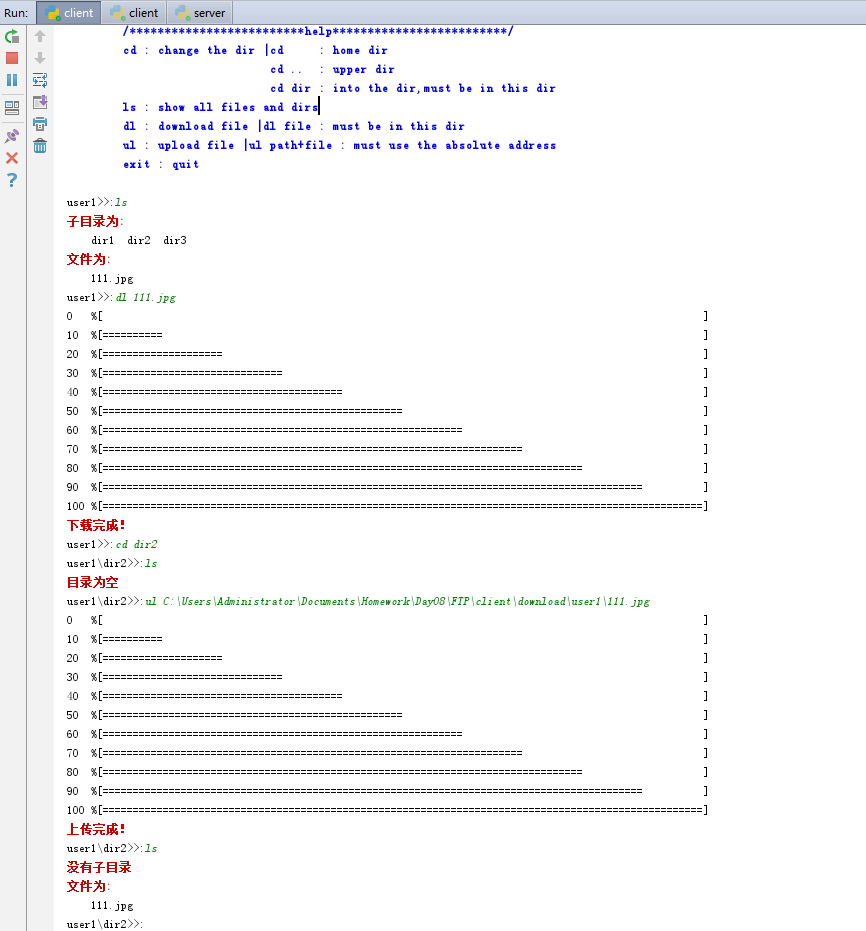 Run: client client server
/*************************help*************************/
cd : change the dir |cd     : home dir
cd ..  : upper dir
cd dir : into the dir,must be in this dir
ls : show all files and dirs
dl : download file |dl file : must be in this dir
ul : upload file |ul path+file : must use the absolute address
exit : quit
user1>>:ls
子目录为:
dir1  dir2  dir3
文件为:
111.jpg
user1>>:dl 111.jpg
0   %[                                                                                                    ]
10  %[==========                                                                                          ]
20  %[====================                                                                                ]
30  %[==============================                                                                      ]
40  %[========================================                                                            ]
50  %[==================================================                                                  ]
60  %[============================================================                                        ]
70  %[======================================================================                              ]
80  %[================================================================================                    ]
90  %[==========================================================================================          ]
100 %[====================================================================================================]
下载完成!
user1>>:cd dir2
user1\dir2>>:ls
目录为空
user1\dir2>>:ul C:\Users\Administrator\Documents\Homework\Day08\FTP\client\download\user1\111.jpg
0   %[                                                                                                    ]
10  %[==========                                                                                          ]
20  %[====================                                                                                ]
30  %[==============================                                                                      ]
40  %[========================================                                                            ]
50  %[==================================================                                                  ]
60  %[============================================================                                        ]
70  %[======================================================================                              ]
80  %[================================================================================                    ]
90  %[==========================================================================================          ]
100 %[====================================================================================================]
上传完成!
user1\dir2>>:ls
没有子目录
文件为:
111.jpg
user1\dir2>>: